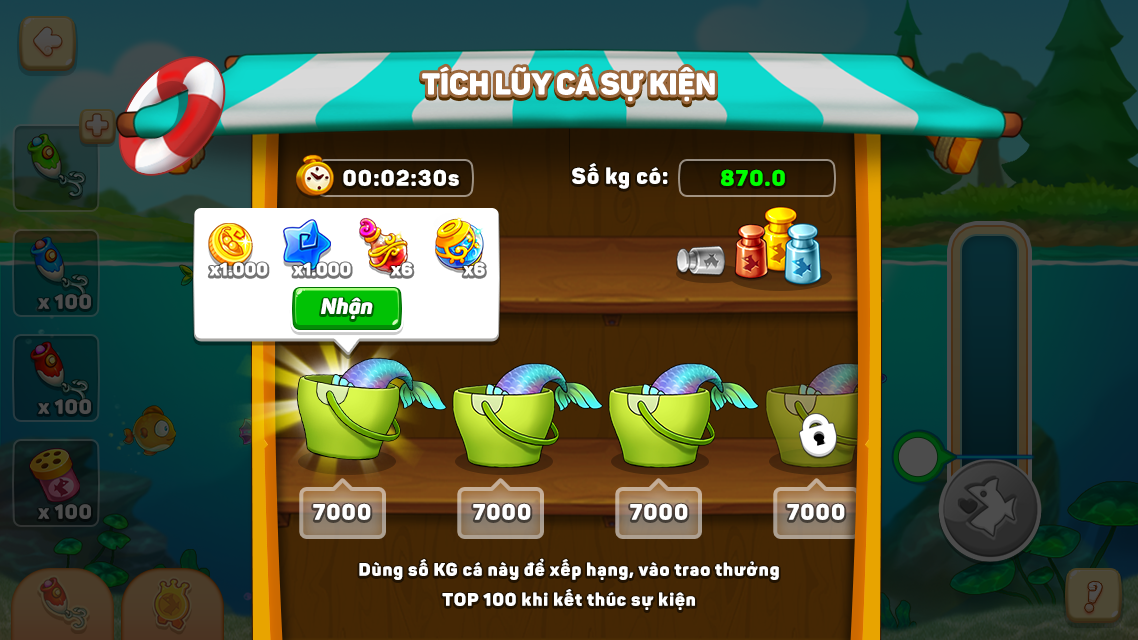 TÍCH LŨY CÁ SỰ KIỆN
00:02:30s
Số kg có:
870.0
x1.000
x1.000
x6
x6
Nhận
x 100
x 100
x 100
7000
7000
7000
7000
Dùng số KG cá này để xếp hạng, vào trao thưởng
TOP 100 khi kết thúc sự kiện